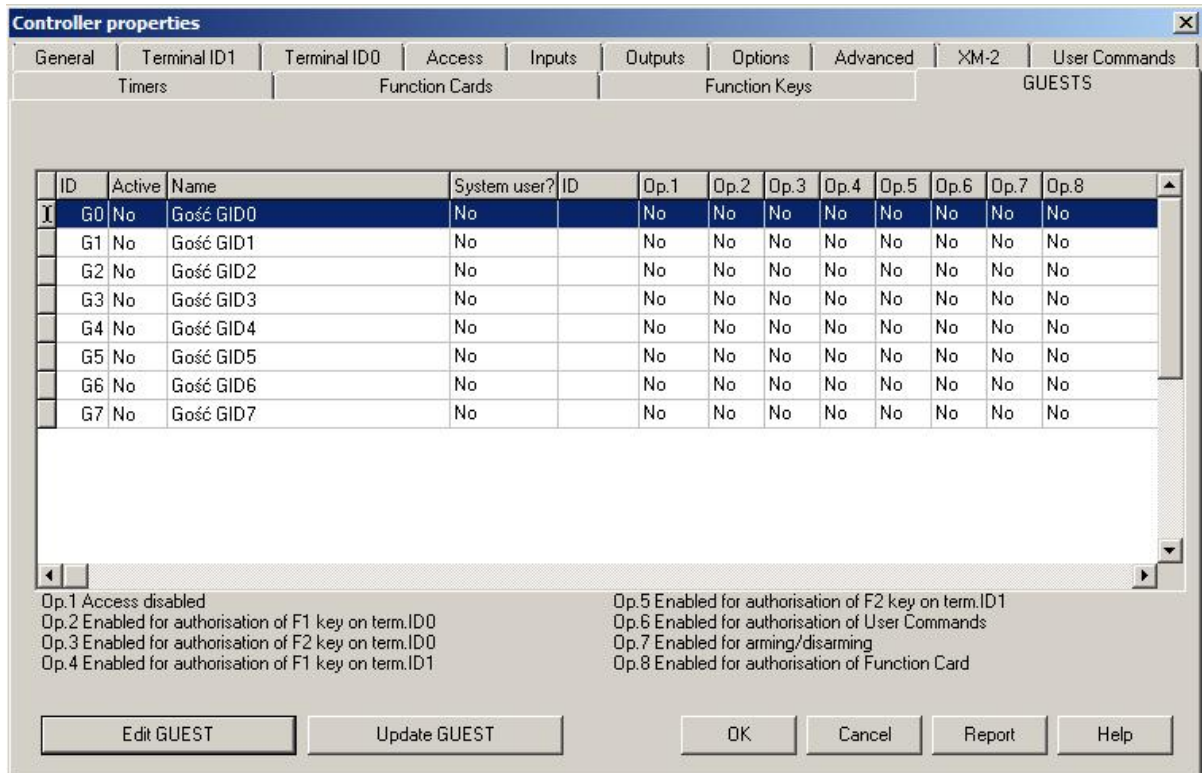 Controller properties
General Terminal ID1 Terminal ID0 Access Inputs Outputs Options Advanced XM-2 User Commands
Timers Function Cards Function Keys GUESTS
ID Active Name System user? ID Op.1 Op.2 Op.3 Op.4 Op.5 Op.6 Op.7 Op.8
G0 No Gość GID0 No No No No No No No No No
G1 No Gość GID1 No No No No No No No No No
G2 No Gość GID2 No No No No No No No No No
G3 No Gość GID3 No No No No No No No No No
G4 No Gość GID4 No No No No No No No No No
G5 No Gość GID5 No No No No No No No No No
G6 No Gość GID6 No No No No No No No No No
G7 No Gość GID7 No No No No No No No No No
Op.1 Access disabled
Op.2 Enabled for authorisation of F1 key on term.ID0
Op.3 Enabled for authorisation of F2 key on term.ID0
Op.4 Enabled for authorisation of F1 key on term.ID1
Op.5 Enabled for authorisation of F2 key on term.ID1
Op.6 Enabled for authorisation of User Commands
Op.7 Enabled for arming/disarming
Op.8 Enabled for authorisation of Function Card
Edit GUEST Update GUEST OK Cancel Report Help